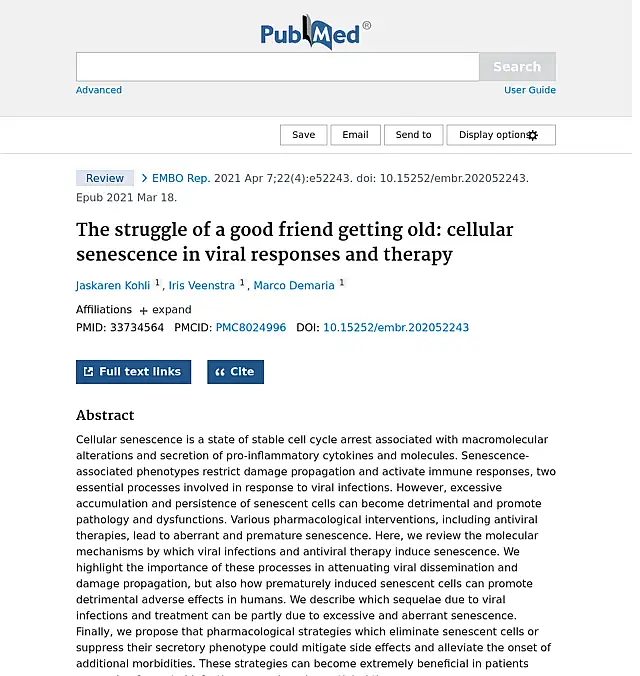 PubMed®
Search
Advanced
User Guide
Save
Email
Send to
Display options
Review
EMBO Rep. 2021 Apr 7;22(4):e52243. doi: 10.15252/embr.202052243.
Epub 2021 Mar 18.
The struggle of a good friend getting old: cellular
senescence in viral responses and therapy
Jaskaren Kohli 1, Iris Veenstra 1, Marco Demaria 1
Affiliations + expand
PMID: 33734564 PMCID: PMC8024996 DOI: 10.15252/embr.202052243
Full text links
Cite
Abstract
Cellular senescence is a state of stable cell cycle arrest associated with macromolecular
alterations and secretion of pro-inflammatory cytokines and molecules. Senescence-
associated phenotypes restrict damage propagation and activate immune responses, two
essential processes involved in response to viral infections. However, excessive
accumulation and persistence of senescent cells can become detrimental and promote
pathology and dysfunctions. Various pharmacological interventions, including antiviral
therapies, lead to aberrant and premature senescence. Here, we review the molecular
mechanisms by which viral infections and antiviral therapy induce senescence. We
highlight the importance of these processes in attenuating viral dissemination and
damage propagation, but also how prematurely induced senescent cells can promote
detrimental adverse effects in humans. We describe which sequelae due to viral
infections and treatment can be partly due to excessive and aberrant senescence.
Finally, we propose that pharmacological strategies which eliminate senescent cells or
suppress their secretory phenotype could mitigate side effects and alleviate the onset of
additional morbidities. These strategies can become extremely beneficial in patients